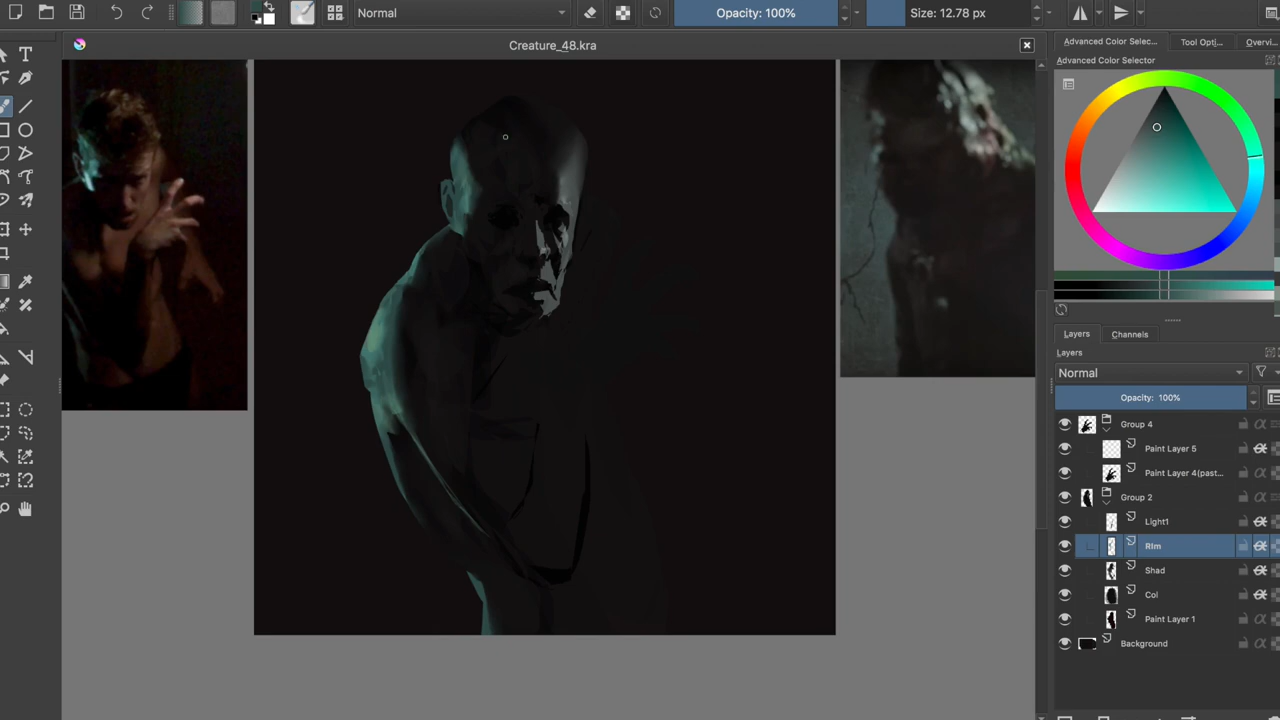 Normal
Opacity: 100%
Size: 12.78 px
Creature_48.kra
Advanced Color Selec...
Tool Opti...
Overvi...
Advanced Color Selector
Layers
Channels
Layers
Normal
Opacity: 100%
Group 4
Paint Layer 5
Paint Layer 4(past...
Group 2
Light1
RIm
Shad
Col
Paint Layer 1
Background